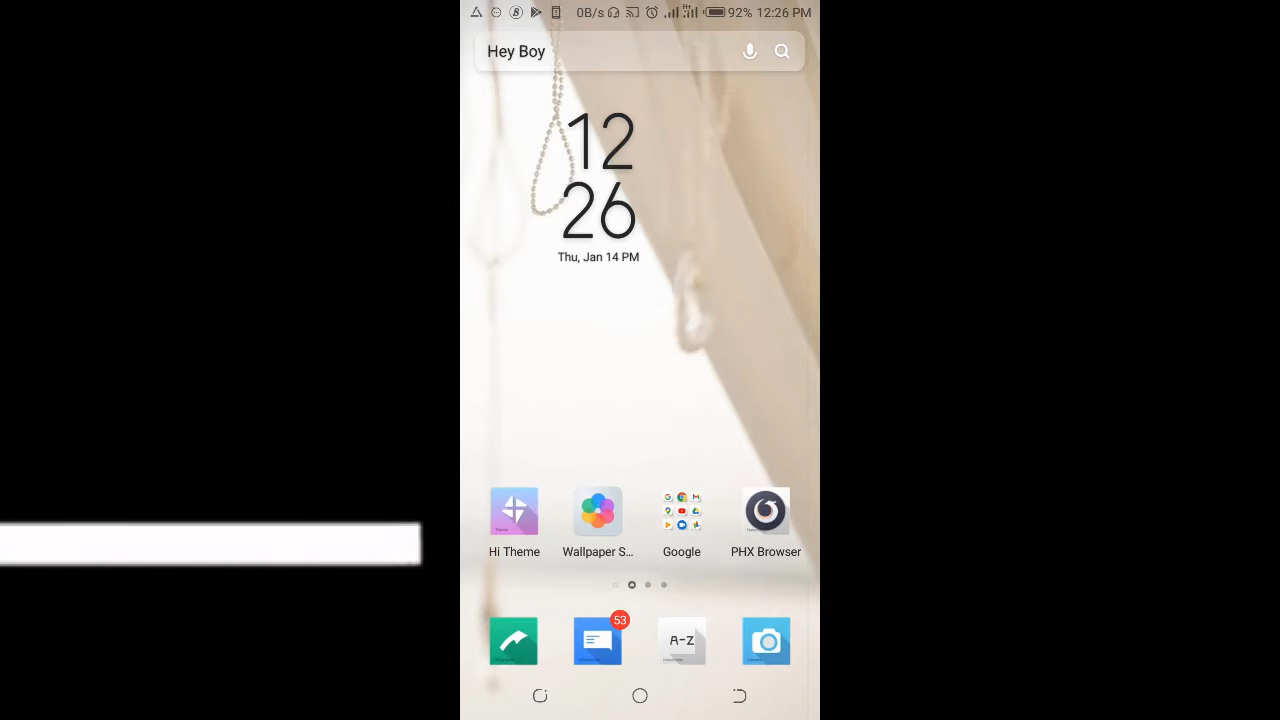 0B/s H+ 92% 12:26 PM
Hey Boy
12
26
Thu, Jan 14 PM
Hi Theme
Wallpaper S...
Google
PHX Browser
53
A-Z